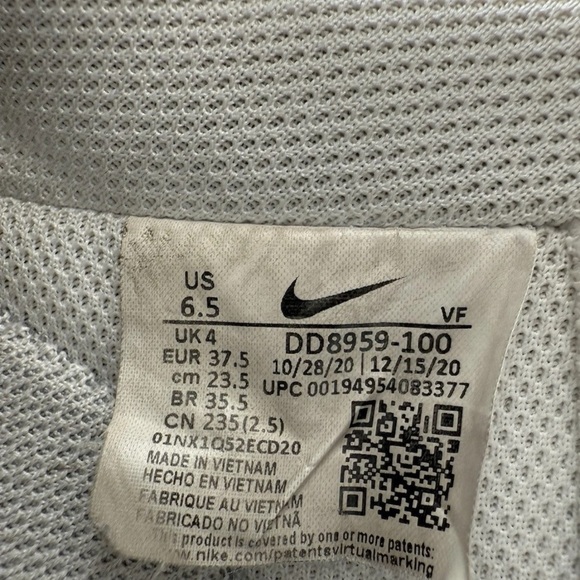 US
6.5
VF
UK 4
EUR 37.5
cm 23.5
BR 35.5
CN 235(2.5)
DD8959-100
10/28/20 | 12/15/20
UPC 00194954083377
01NX1Q52ECD20
MADE IN VIETNAM
HECHO EN VIETNAM
FABRIQUE AU VIETNAM
FABRICADO NO VIETNÃ
This product is covered by one or more patents:
www.nike.com/patentsvirtualmarking